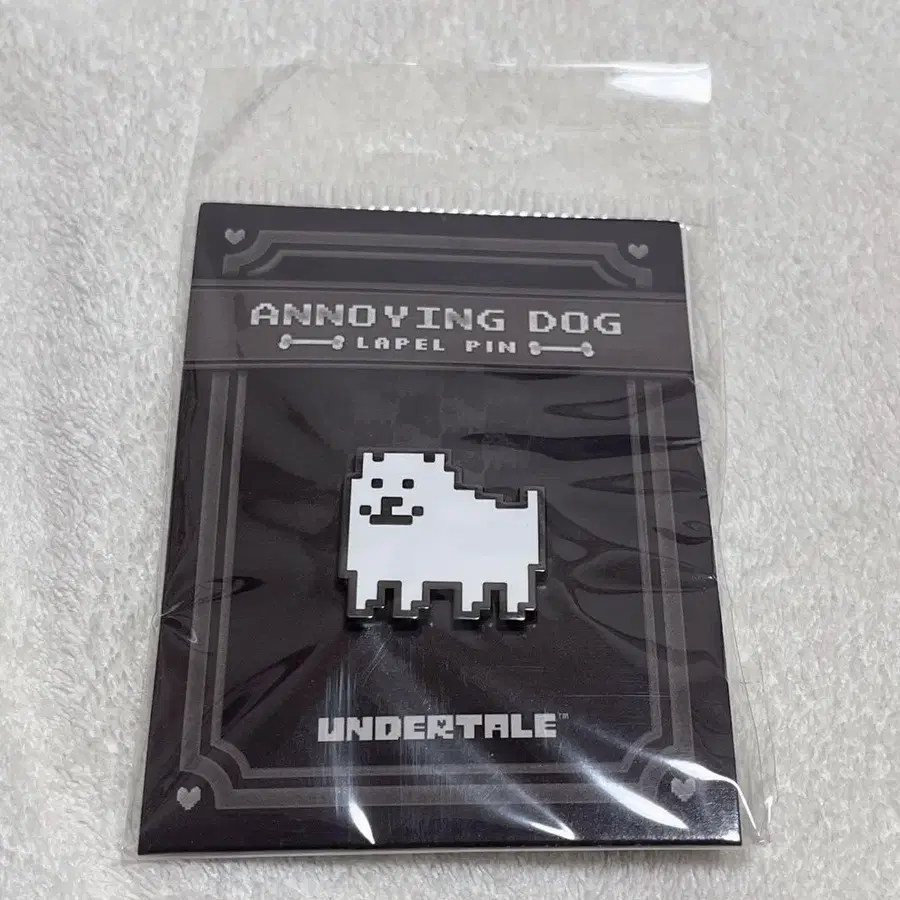 ANNOYING DOG
LAPEL PIN
UNDERTALE™